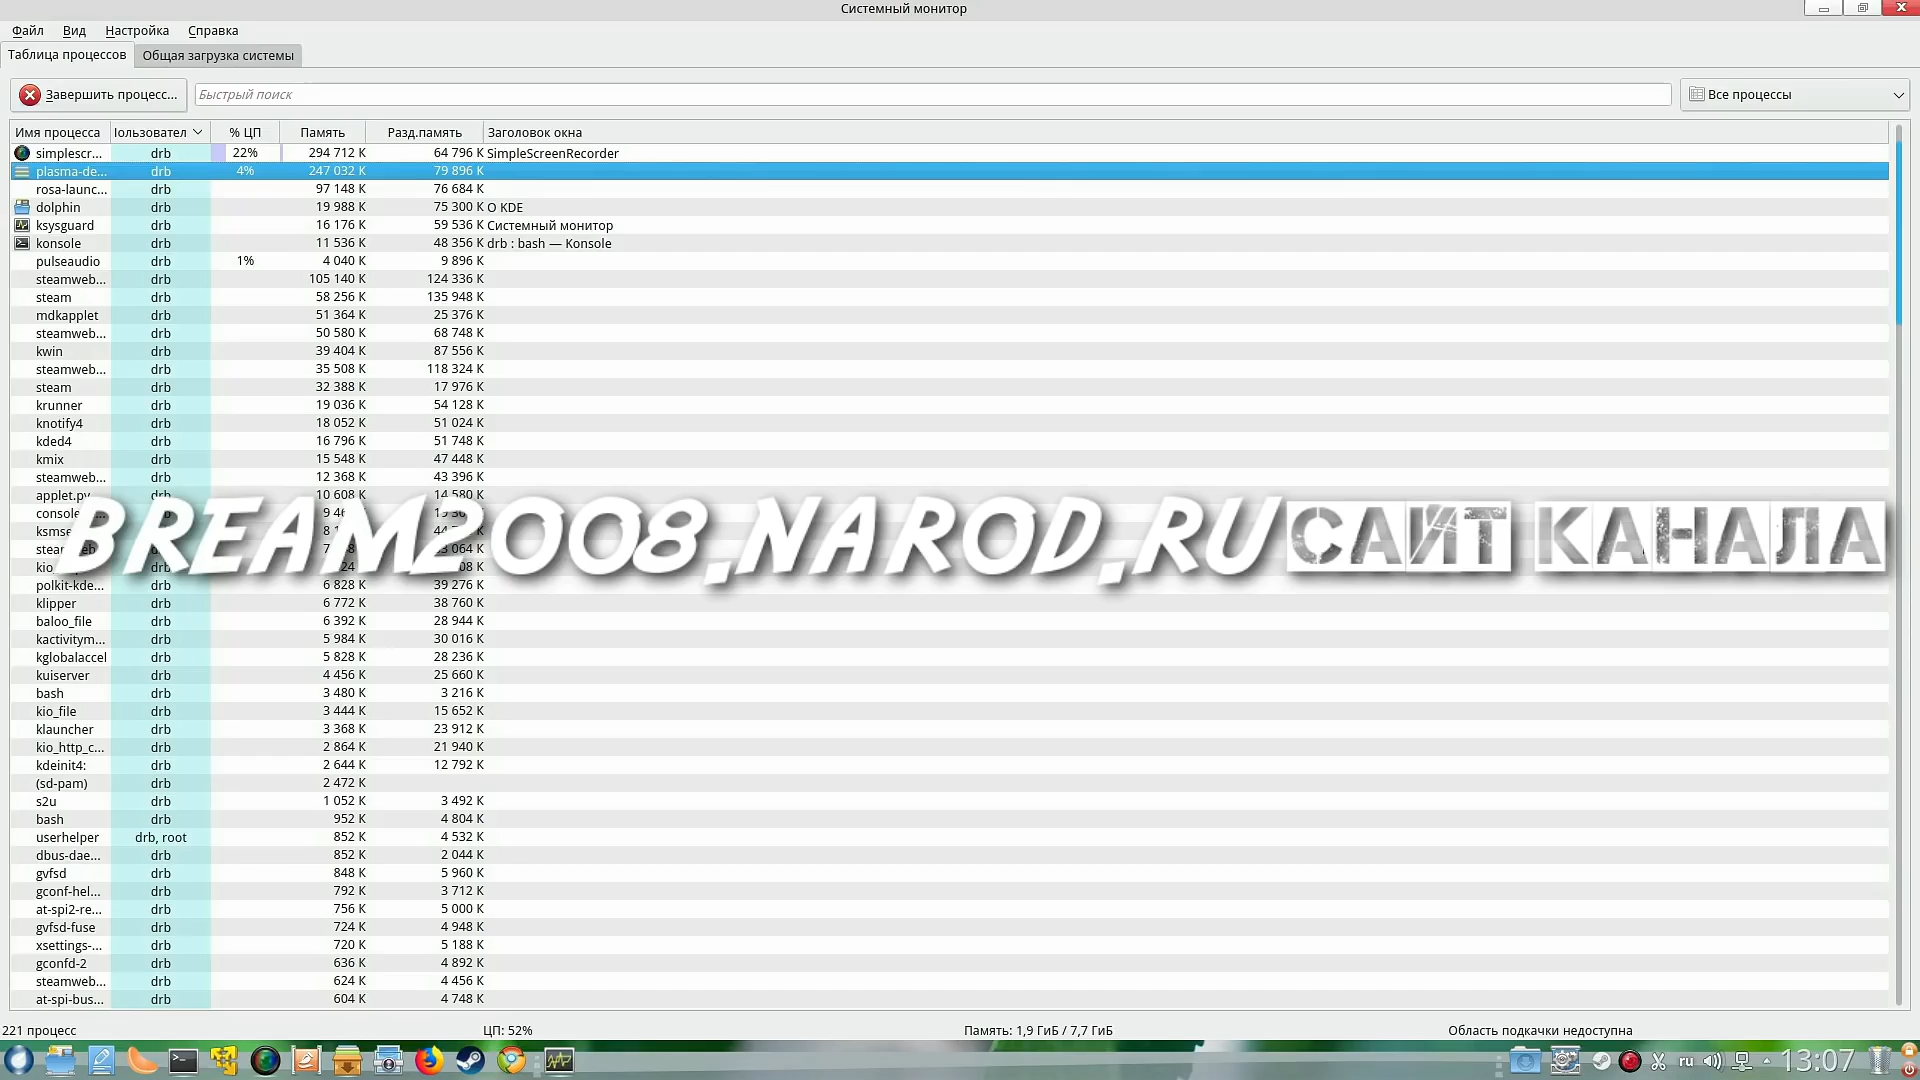 Системный монитор
Файл Вид Настройка Справка
Таблица процессов Общая загрузка системы
Завершить процесс... Быстрый поиск Все процессы
Имя процесса Іользовател % ЦП Память Разд.память Заголовок окна
simplescr... drb 22% 294 712 К 64 796 К SimpleScreenRecorder
plasma-de... drb 4% 247 032 К 79 896 К
rosa-launc... drb 97 148 К 76 684 К
dolphin drb 19 988 К 75 300 К О KDE
ksysguard drb 16 176 К 59 536 К Системный монитор
konsole drb 11 536 К 48 356 К drb : bash — Konsole
pulseaudio drb 1% 4 040 К 9 896 К
steamweb... drb 105 140 К 124 336 К
steam drb 58 256 К 135 948 К
mdkapplet drb 51 364 К 25 376 К
steamweb... drb 50 580 К 68 748 К
kwin drb 39 404 К 87 556 К
steamweb... drb 35 508 К 118 324 К
steam drb 32 388 К 17 976 К
krunner drb 19 036 К 54 128 К
knotify4 drb 18 052 К 51 024 К
kded4 drb 16 796 К 51 748 К
kmix drb 15 548 К 47 448 К
steamweb... drb 12 368 К 43 396 К
applet.py drb 10 608 К 14 580 К
BREAM2008.NAROD.RU САЙТ КАНАЛА
polkit-kde... drb 6 828 К 39 276 К
klipper drb 6 772 К 38 760 К
baloo_file drb 6 392 К 28 944 К
kactivitym... drb 5 984 К 30 016 К
kglobalaccel drb 5 828 К 28 236 К
kuiserver drb 4 456 К 25 660 К
bash drb 3 480 К 3 216 К
kio_file drb 3 444 К 15 652 К
klauncher drb 3 368 К 23 912 К
kio_http_c... drb 2 864 К 21 940 К
kdeinit4: drb 2 644 К 12 792 К
(sd-pam) drb 2 472 К
s2u drb 1 052 К 3 492 К
bash drb 952 К 4 804 К
userhelper drb, root 852 К 4 532 К
dbus-dae... drb 852 К 2 044 К
gvfsd drb 848 К 5 960 К
gconf-hel... drb 792 К 3 712 К
at-spi2-re... drb 756 К 5 000 К
gvfsd-fuse drb 724 К 4 948 К
xsettings-... drb 720 К 5 188 К
gconfd-2 drb 636 К 4 892 К
steamweb... drb 624 К 4 456 К
at-spi-bus... drb 604 К 4 748 К
221 процесс ЦП: 52% Память: 1,9 ГиБ / 7,7 ГиБ Область подкачки недоступна
ru 13:07